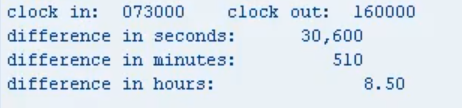 clock in:  073000    clock out:  160000
difference in seconds:       30,600
difference in minutes:          510
difference in hours:               8.50